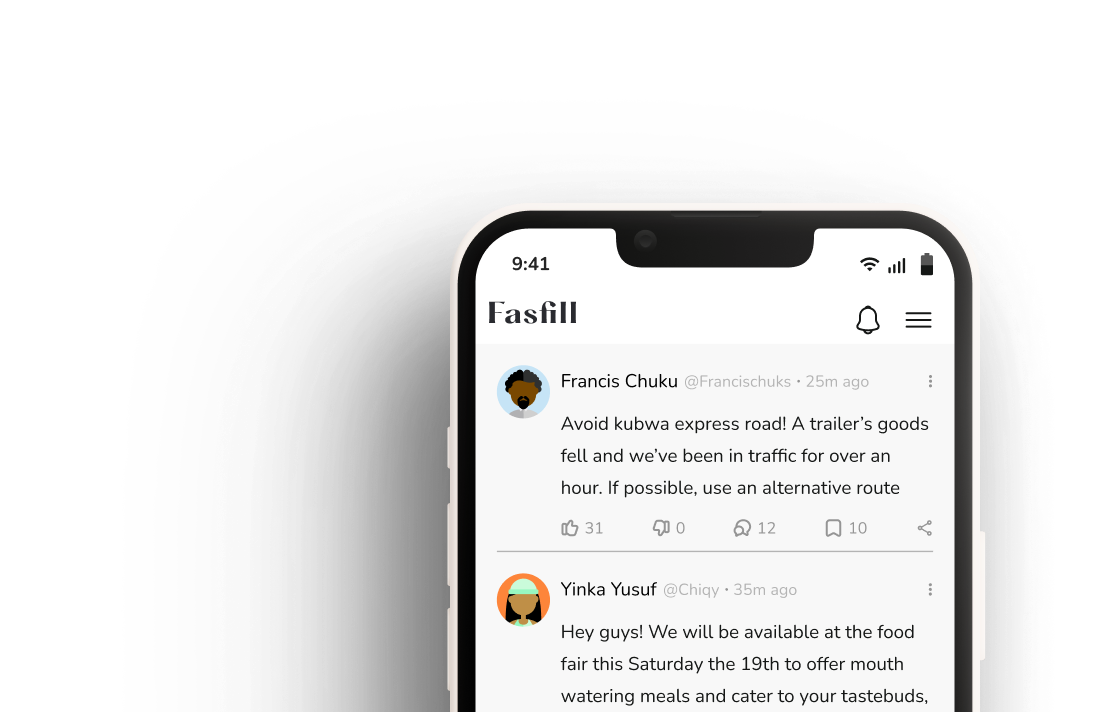 9:41
Fasfill
Francis Chuku @Francischuks · 25m ago
Avoid kubwa express road! A trailer’s goods
fell and we’ve been in traffic for over an
hour. If possible, use an alternative route
31 0 12 10
Yinka Yusuf @Chiqy · 35m ago
Hey guys! We will be available at the food
fair this Saturday the 19th to offer mouth
watering meals and cater to your tastebuds,